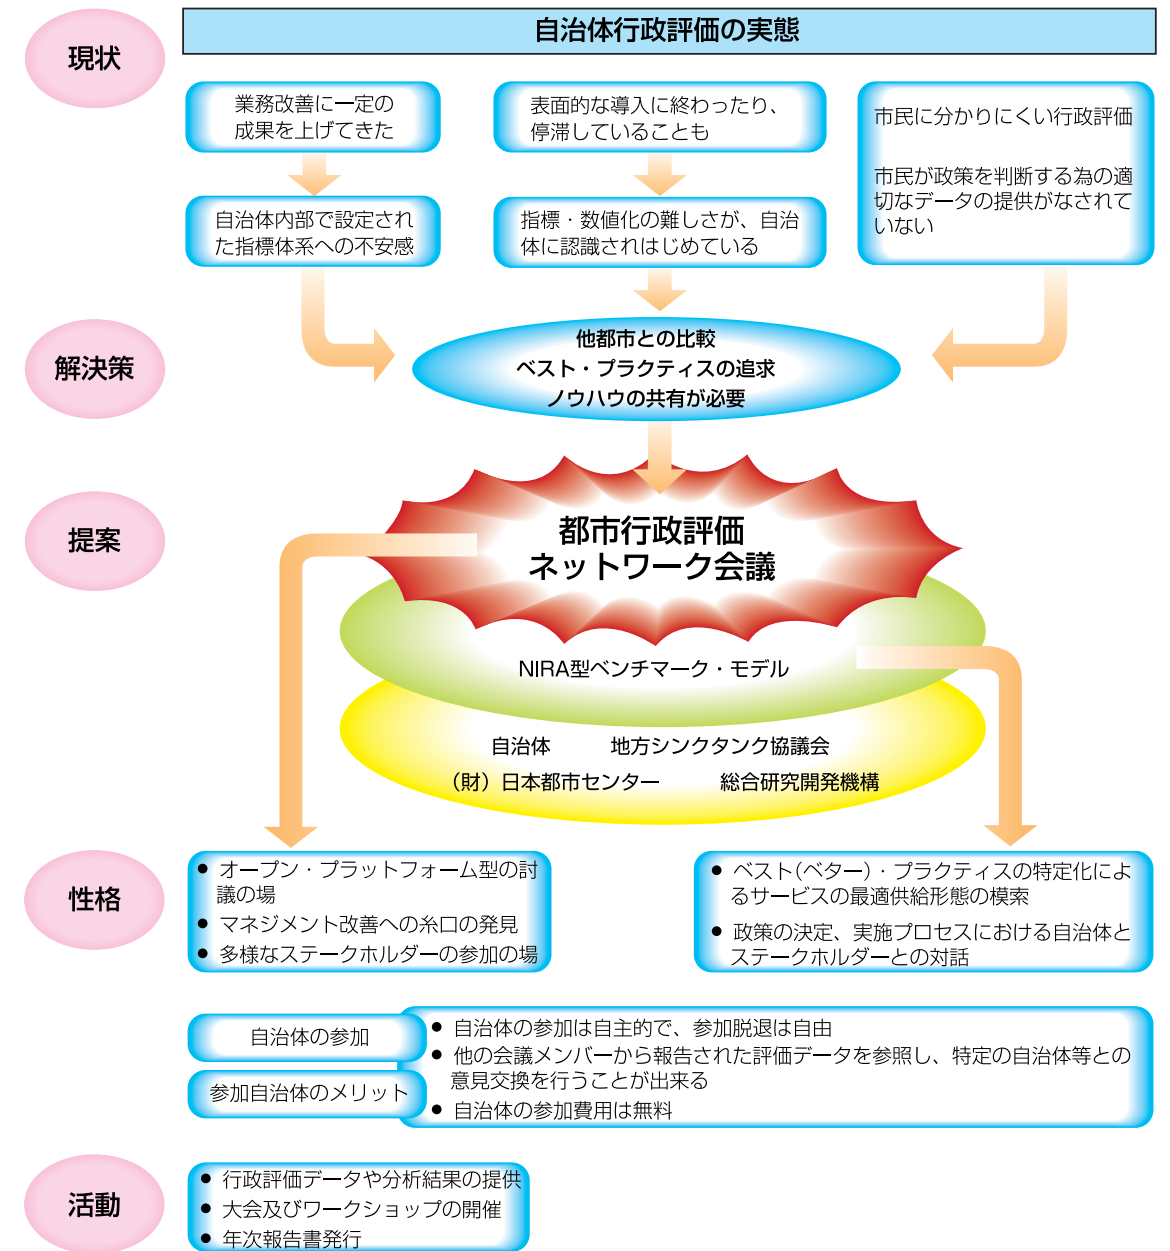 現状
自治体行政評価の実態
業務改善に一定の
成果を上げてきた
表面的な導入に終わったり、
停滞していることも
市民に分かりにくい行政評価
市民が政策を判断する為の適
切なデータの提供がなされて
いない
自治体内部で設定され
た指標体系への不安感
指標・数値化の難しさが、自治
体に認識されはじめている
解決策
他都市との比較
ベスト・プラクティスの追求
ノウハウの共有が必要
提案
都市行政評価
ネットワーク会議
NIRA型ベンチマーク・モデル
自治体 地方シンクタンク協議会
（財）日本都市センター 総合研究開発機構
性格
● オープン・プラットフォーム型の討
議の場
● マネジメント改善への糸口の発見
● 多様なステークホルダーの参加の場
● ベスト（ベター）・プラクティスの特定化によ
るサービスの最適供給形態の模索
● 政策の決定、実施プロセスにおける自治体と
ステークホルダーとの対話
自治体の参加
参加自治体のメリット
● 自治体の参加は自主的で、参加脱退は自由
● 他の会議メンバーから報告された評価データを参照し、特定の自治体等との
意見交換を行うことが出来る
● 自治体の参加費用は無料
活動
● 行政評価データや分析結果の提供
● 大会及びワークショップの開催
● 年次報告書発行